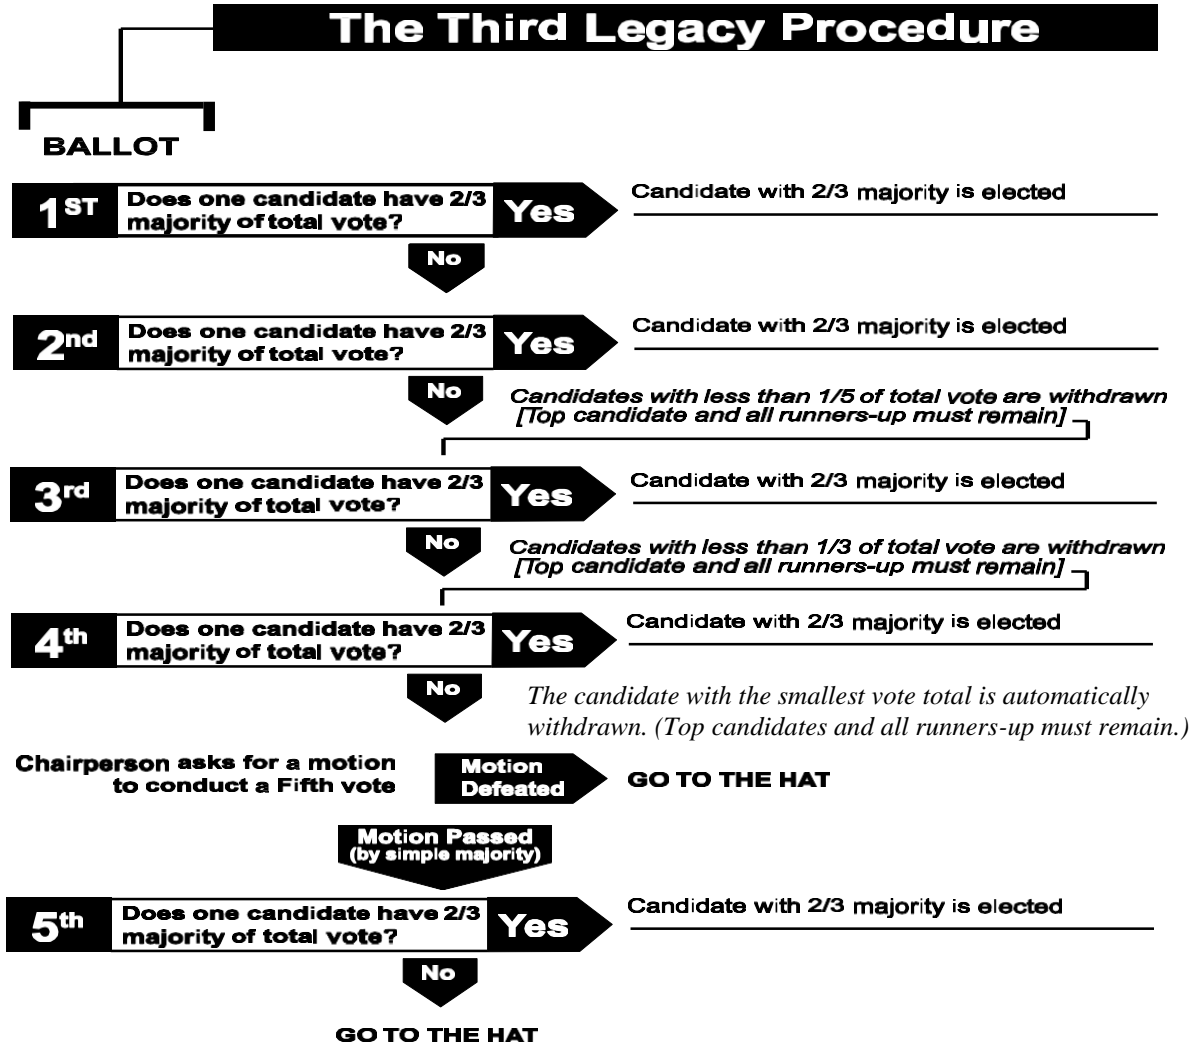 The Third Legacy Procedure
BALLOT
1ST
Does one candidate have 2/3
majority of total vote?
Yes
Candidate with 2/3 majority is elected
No
2nd
Does one candidate have 2/3
majority of total vote?
Yes
Candidate with 2/3 majority is elected
No
Candidates with less than 1/5 of total vote are withdrawn
[Top candidate and all runners-up must remain]
3rd
Does one candidate have 2/3
majority of total vote?
Yes
Candidate with 2/3 majority is elected
No
Candidates with less than 1/3 of total vote are withdrawn
[Top candidate and all runners-up must remain]
4th
Does one candidate have 2/3
majority of total vote?
Yes
Candidate with 2/3 majority is elected
No
The candidate with the smallest vote total is automatically
withdrawn. (Top candidates and all runners-up must remain.)
Chairperson asks for a motion
to conduct a Fifth vote
Motion
Defeated
GO TO THE HAT
Motion Passed
(by simple majority)
5th
Does one candidate have 2/3
majority of total vote?
Yes
Candidate with 2/3 majority is elected
No
GO TO THE HAT